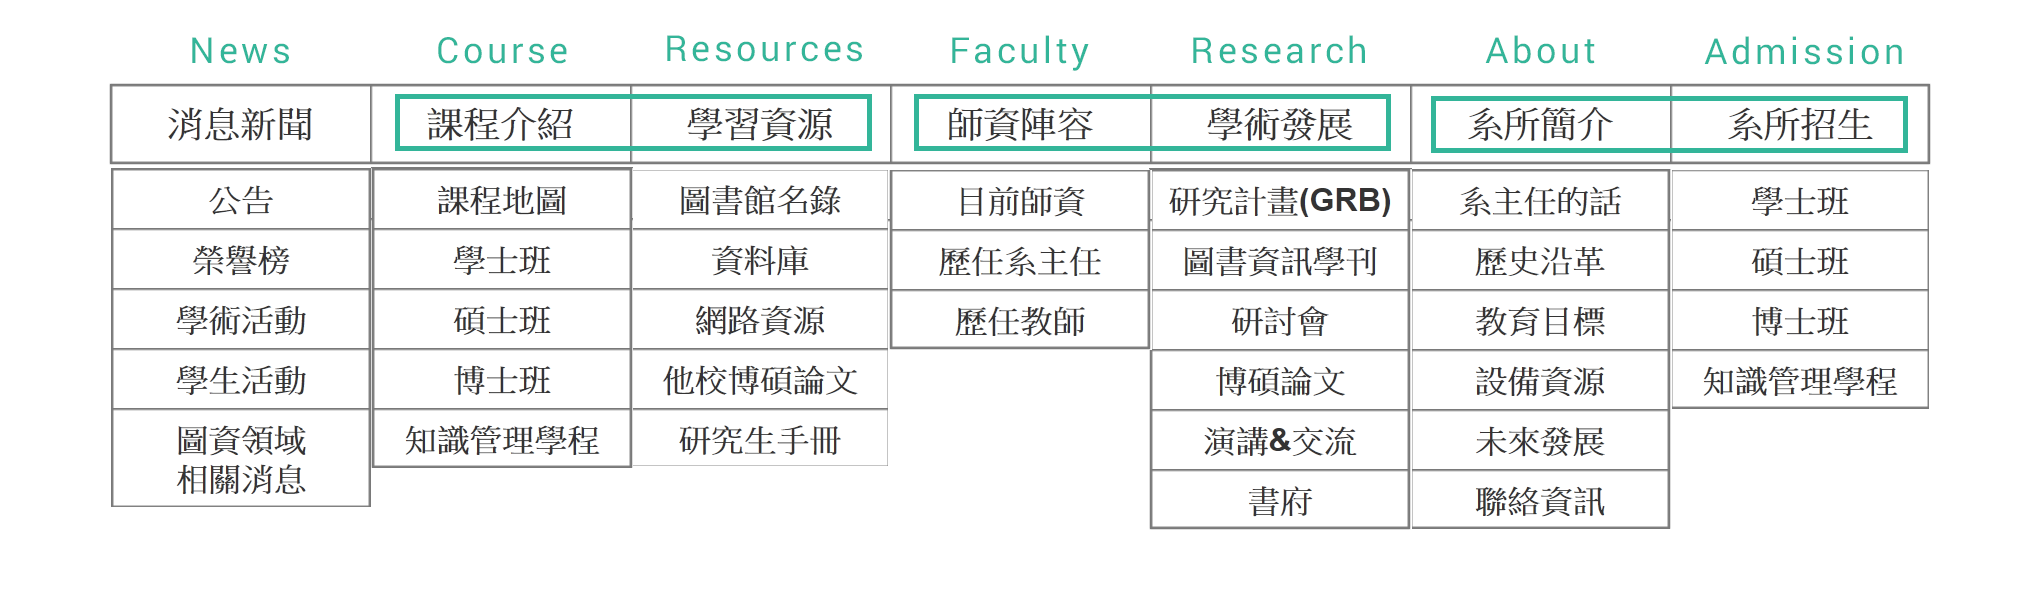 News
Course
Resources
Faculty
Research
About
Admission
消息新聞
課程介紹
學習資源
師資陣容
學術發展
系所簡介
系所招生
公告
課程地圖
圖書館名錄
目前師資
研究計畫(GRB)
系主任的話
學士班
榮譽榜
學士班
資料庫
歷任系主任
圖書資訊學刊
歷史沿革
碩士班
學術活動
碩士班
網路資源
歷任教師
研討會
教育目標
博士班
學生活動
博士班
他校博碩論文
博碩論文
設備資源
知識管理學程
圖資領域
相關消息
知識管理學程
研究生手冊
演講&交流
未來發展
書府
聯絡資訊